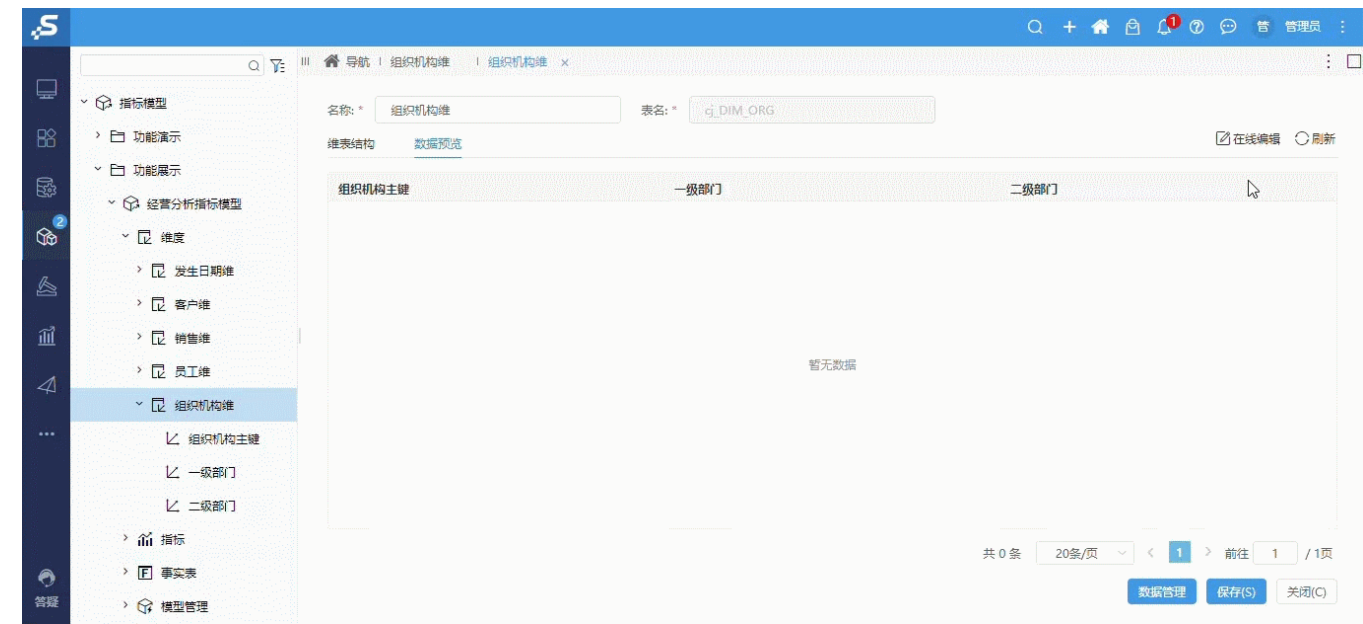 S
1
管 管理员
导航 组织机构维 组织机构维 ×
指标模型
功能演示
功能展示
经营分析指标模型
2
维度
发生日期维
客户维
销售维
员工维
组织机构维
组织机构主键
一级部门
二级部门
指标
F 事实表
模型管理
答疑
名称: * 组织机构维 表名: * cj_DIM_ORG
维表结构 数据预览 在线编辑 刷新
组织机构主键 一级部门 二级部门
暂无数据
共 0 条 20条/页 1 前往 1 / 1页
数据管理 保存(S) 关闭(C)